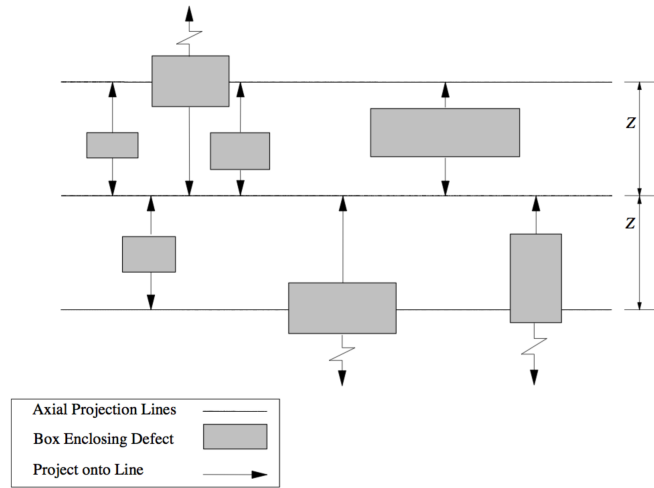 Z
Z
Axial Projection Lines
Box Enclosing Defect
Project onto Line